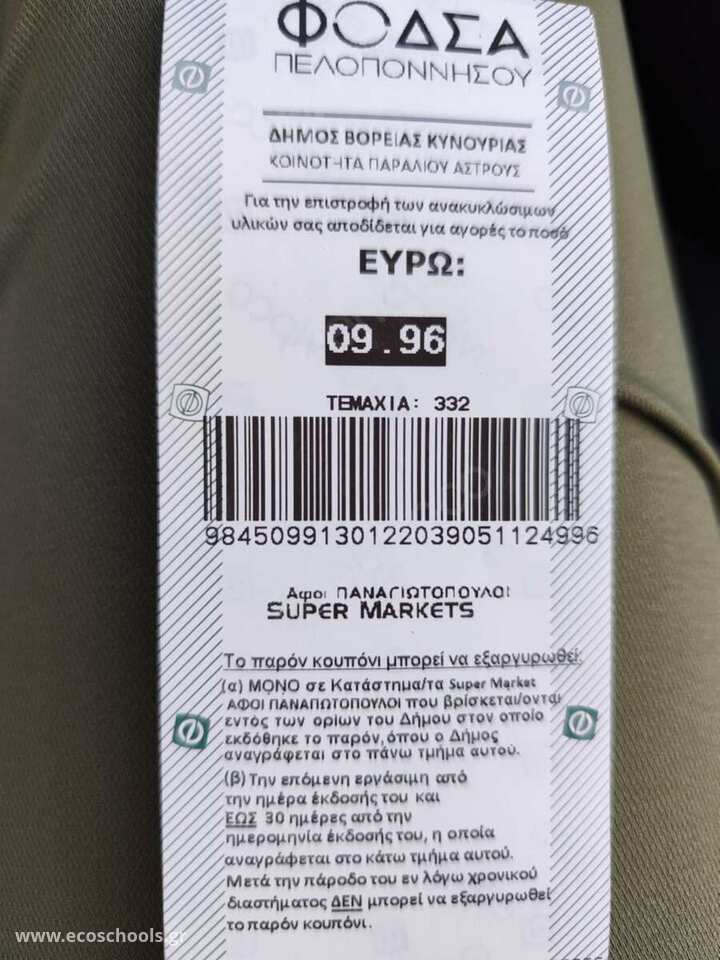 ΦΟΔΣΑ
ΠΕΛΟΠΟΝΝΗΣΟΥ
ΔΗΜΟΣ ΒΟΡΕΙΑΣ ΚΥΝΟΥΡΙΑΣ
ΚΟΙΝΟΤΗΤΑ ΠΑΡΑΛΙΟΥ ΑΣΤΡΟΥΣ
Για την επιστροφή των ανακυκλώσιμων
υλικών σας αποδίδεται για αγορές το ποσό
ΕΥΡΩ:
09.96
ΤΕΜΑΧΙΑ: 332
9845099130122039051124996
Αφοι ΠΑΝΑΓΙΩΤΟΠΟΥΛΟΙ
SUPER MARKETS
Το παρόν κουπόνι μπορεί να εξαργυρωθεί:
(α) ΜΟΝΟ σε Κατάστημα/τα Super Market
ΑΦΟΙ ΠΑΝΑΓΙΩΤΟΠΟΥΛΟΙ που βρίσκεται/ονται
εντός των ορίων του Δήμου στον οποίο
εκδόθηκε το παρόν, όπου ο Δήμος
αναγράφεται στο πάνω τμήμα αυτού.
(β) Την επόμενη εργάσιμη από
την ημέρα έκδοσής του και
ΕΩΣ 30 ημέρες από την
ημερομηνία έκδοσής του, η οποία
αναγράφεται στο κάτω τμήμα αυτού.
Μετά την πάροδο του εν λόγω χρονικού
διαστήματος ΔΕΝ μπορεί να εξαργυρωθεί
το παρόν κουπόνι.
www.ecoschools.gr